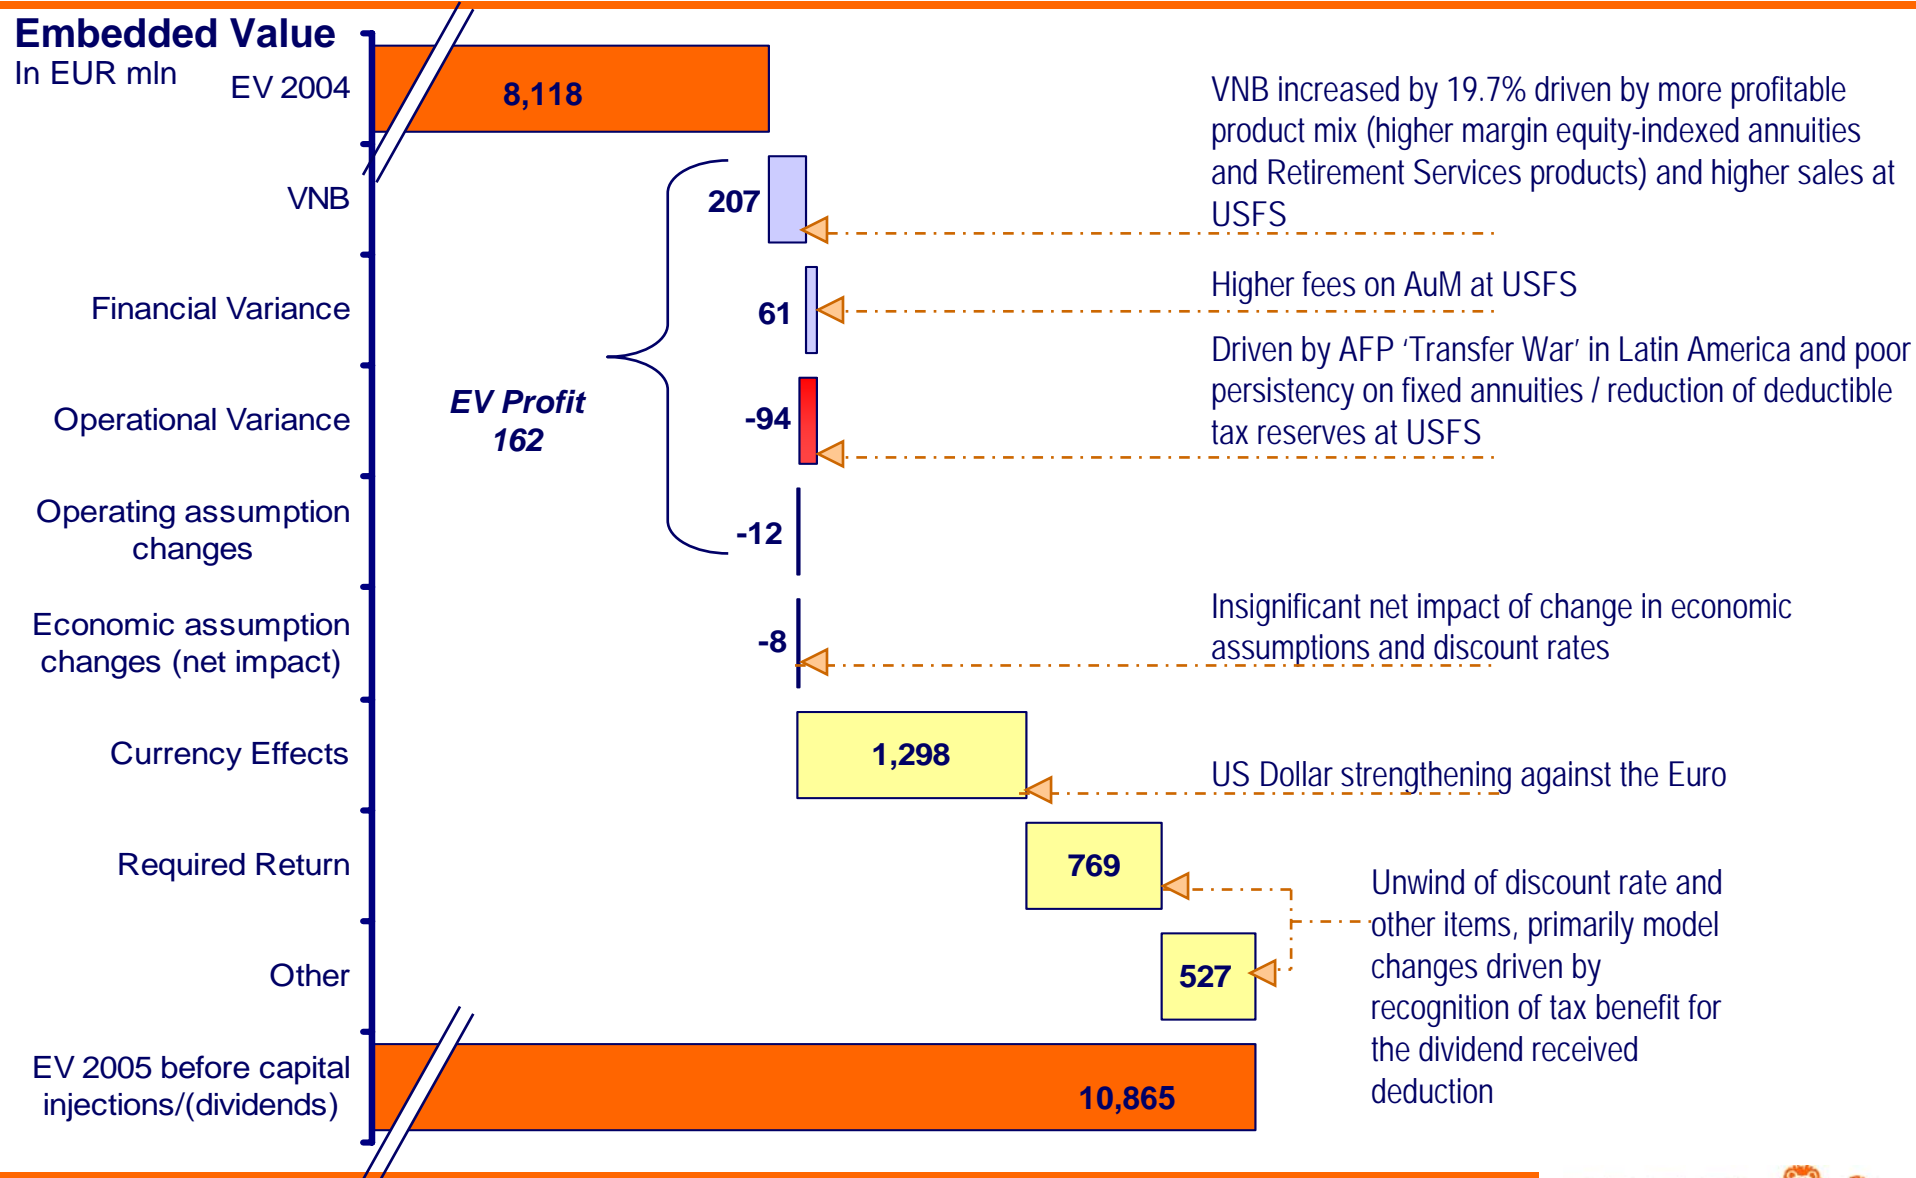 Embedded Value
In EUR mln
EV 2004
8,118
VNB increased by 19.7% driven by more profitable
product mix (higher margin equity-indexed annuities
and Retirement Services products) and higher sales at
USFS
VNB
207
Financial Variance
61
Higher fees on AuM at USFS
Operational Variance
-94
Driven by AFP ‘Transfer War’ in Latin America and poor
persistency on fixed annuities / reduction of deductible
tax reserves at USFS
EV Profit
162
Operating assumption
changes
-12
Economic assumption
changes (net impact)
-8
Insignificant net impact of change in economic
assumptions and discount rates
Currency Effects
1,298
US Dollar strengthening against the Euro
Required Return
769
Unwind of discount rate and
other items, primarily model
changes driven by
recognition of tax benefit for
the dividend received
deduction
Other
527
EV 2005 before capital
injections/(dividends)
10,865